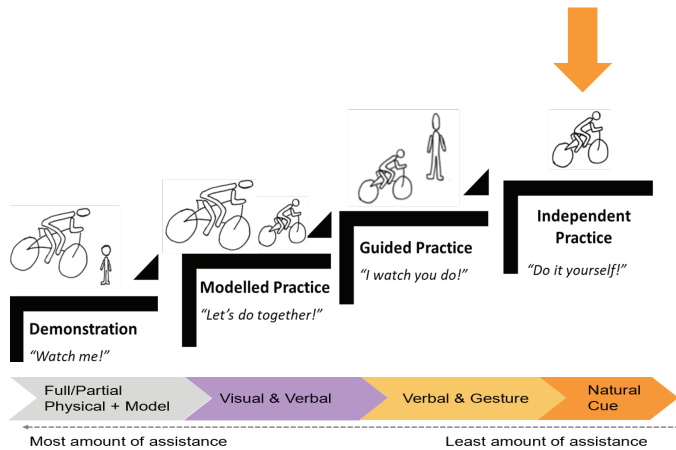 Demonstration
“Watch me!”
Modelled Practice
“Let’s do together!”
Guided Practice
“I watch you do!”
Independent
Practice
“Do it yourself!”
Full/Partial
Physical + Model
Visual & Verbal
Verbal & Gesture
Natural
Cue
Most amount of assistance
Least amount of assistance